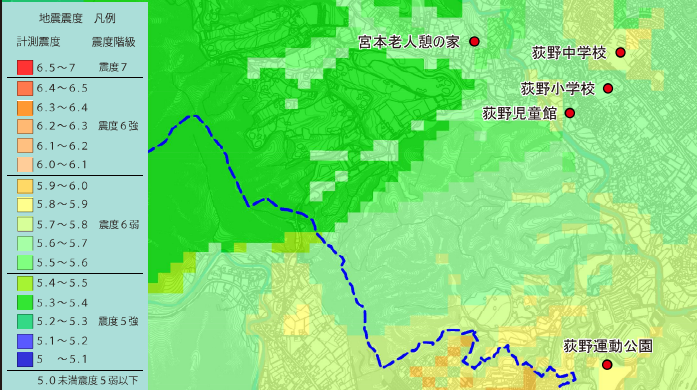 地震震度 凡例
計測震度 震度階級
6.5～7 震度7
6.4～6.5
6.3～6.4
6.2～6.3 震度6強
6.1～6.2
6.0～6.1
5.9～6.0
5.8～5.9
5.7～5.8 震度6弱
5.6～5.7
5.5～5.6
5.4～5.5
5.3～5.4
5.2～5.3 震度5強
5.1～5.2
5 ～5.1
5.0未満震度5弱以下
宮本老人憩の家
荻野中学校
荻野小学校
荻野児童館
荻野運動公園